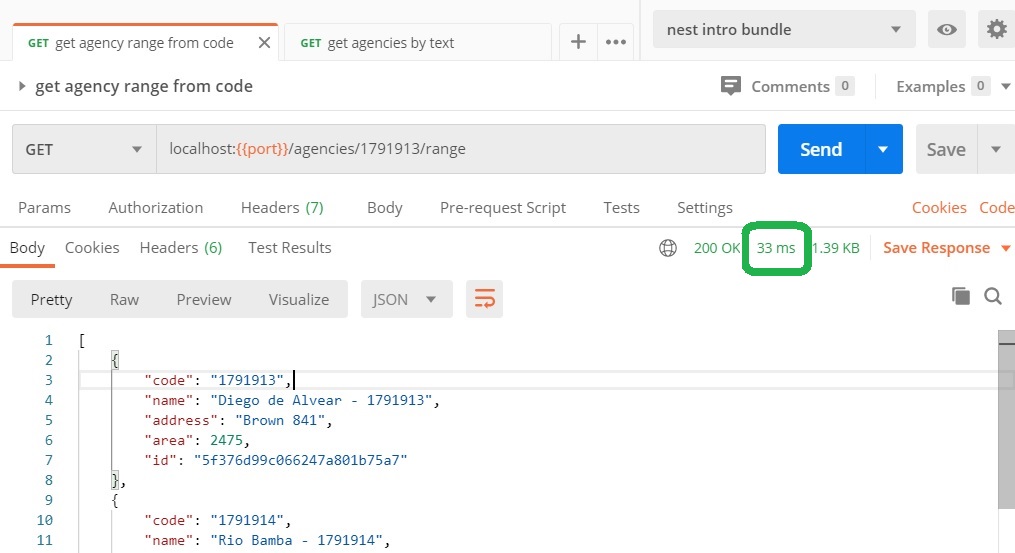 GET get agency range from code
GET get agencies by text
nest intro bundle
get agency range from code
Comments 0
Examples 0
GET
localhost:{{port}}/agencies/1791913/range
Send
Save
Params Authorization Headers (7) Body Pre-request Script Tests Settings Cookies Code
Body Cookies Headers (6) Test Results 200 OK 33 ms 1.39 KB Save Response
Pretty Raw Preview Visualize JSON
1 [
2 {
3 "code": "1791913",
4 "name": "Diego de Alvear - 1791913",
5 "address": "Brown 841",
6 "area": 2475,
7 "id": "5f376d99c066247a801b75a7"
8 },
9 {
10 "code": "1791914",
11 "name": "Rio Bamba - 1791914",